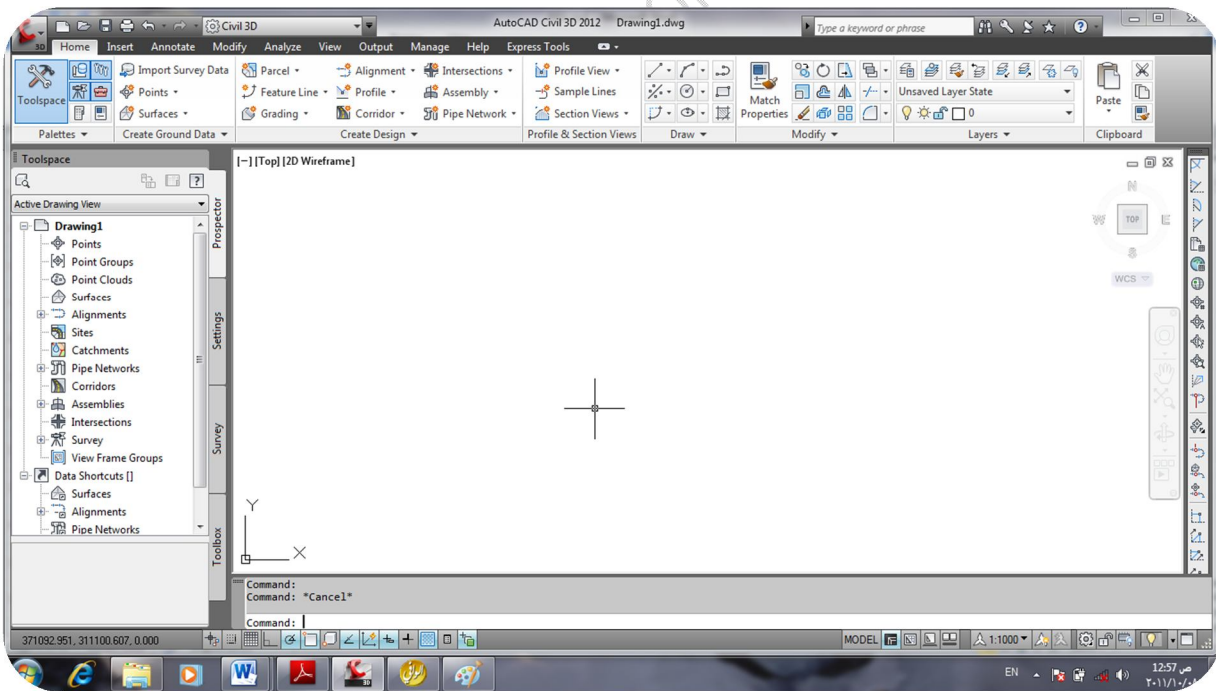 Civil 3D
AutoCAD Civil 3D 2012 Drawing1.dwg
Type a keyword or phrase
3D
Home Insert Annotate Modify Analyze View Output Manage Help Express Tools
Toolspace
Import Survey Data
Points
Surfaces
Parcel
Feature Line
Grading
Alignment
Profile
Corridor
Intersections
Assembly
Pipe Network
Profile View
Sample Lines
Section Views
Match
Properties
Unsaved Layer State
0
Paste
Palettes
Create Ground Data
Create Design
Profile & Section Views
Draw
Modify
Layers
Clipboard
Toolspace
Active Drawing View
Drawing1
Points
Point Groups
Point Clouds
Surfaces
Alignments
Sites
Catchments
Pipe Networks
Corridors
Assemblies
Intersections
Survey
View Frame Groups
Data Shortcuts []
Surfaces
Alignments
Pipe Networks
Prospector
Settings
Survey
Toolbox
[–] [Top] [2D Wireframe]
N
W TOP E
S
WCS
Y
X
Command:
Command: *Cancel*
Command:
371092.951, 311100.607, 0.000
MODEL
1:1000
EN
12:57 ص